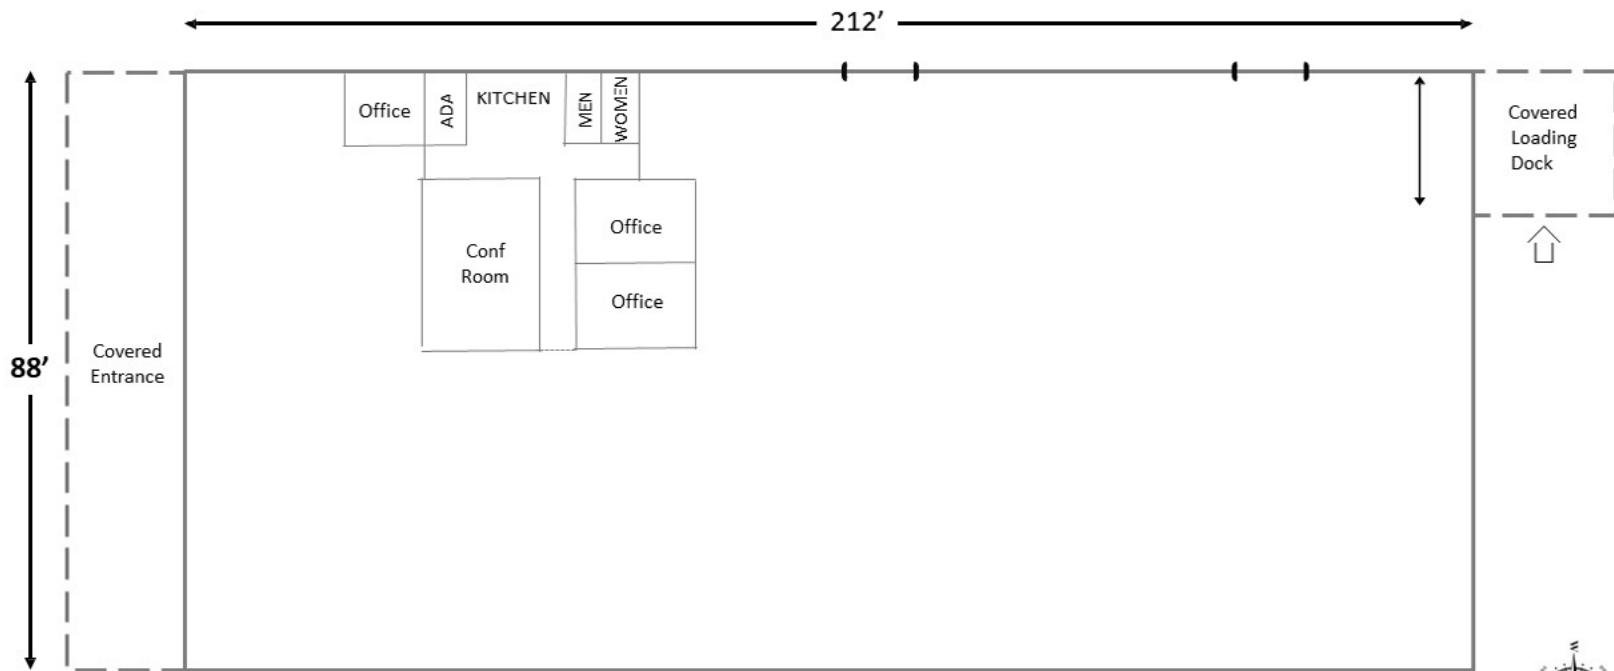 212’
Office
ADA
KITCHEN
MEN
WOMEN
Covered
Loading
Dock
Conf
Room
Office
Office
Covered
Entrance
88’
N